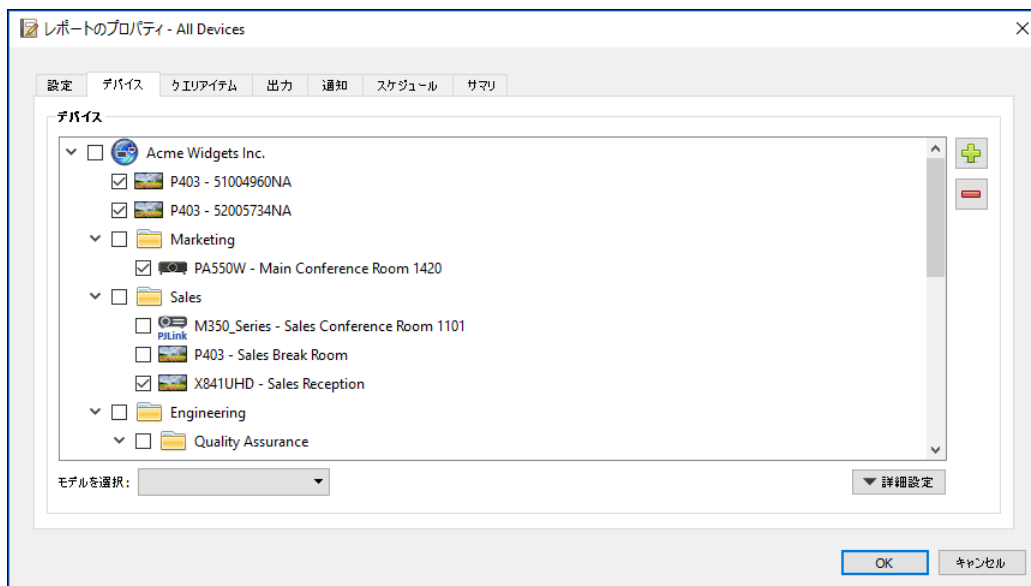 レポートのプロパティ - All Devices
設定 デバイス クエリアイテム 出力 通知 スケジュール サマリ
デバイス
Acme Widgets Inc.
P403 - 51004960NA
P403 - 52005734NA
Marketing
PA550W - Main Conference Room 1420
Sales
PJLink M350_Series - Sales Conference Room 1101
P403 - Sales Break Room
X841UHD - Sales Reception
Engineering
Quality Assurance
モデルを選択: 詳細設定
OK キャンセル